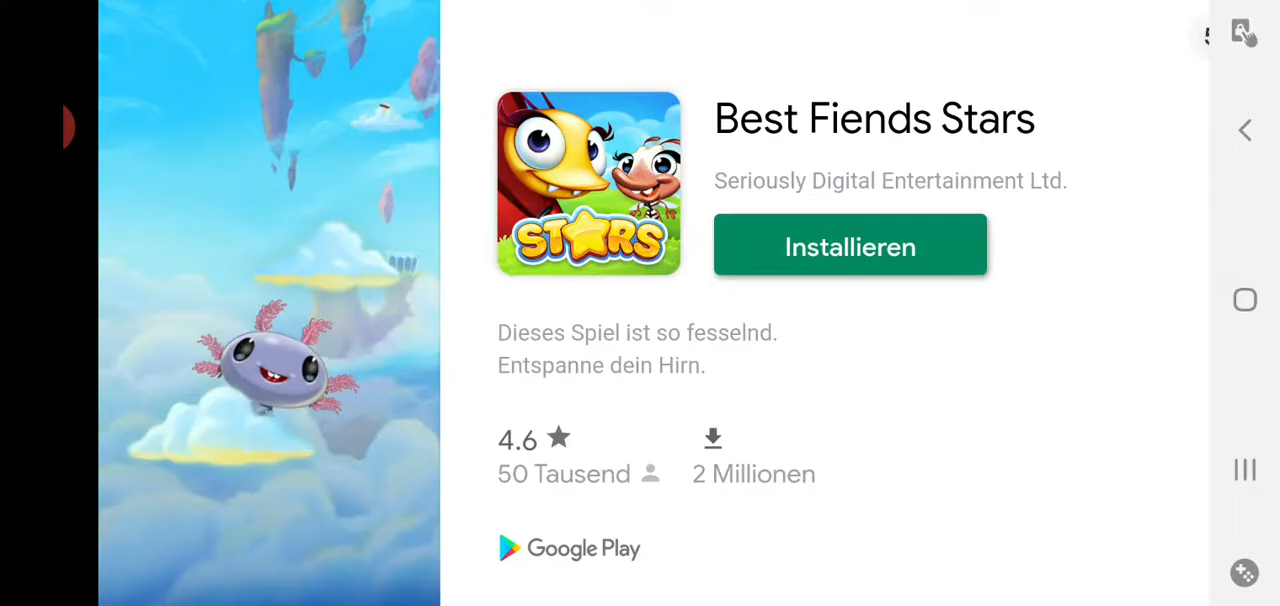 5
Best Fiends Stars
Seriously Digital Entertainment Ltd.
STARS
Installieren
Dieses Spiel ist so fesselnd.
Entspanne dein Hirn.
4.6 ★
50 Tausend
2 Millionen
Google Play